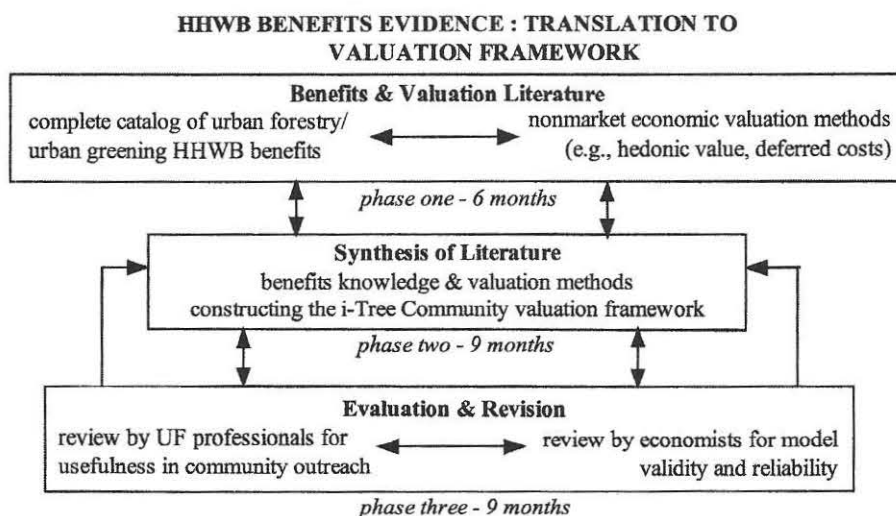 HHWB BENEFITS EVIDENCE : TRANSLATION TO
VALUATION FRAMEWORK
Benefits & Valuation Literature
complete catalog of urban forestry/
urban greening HHWB benefits
nonmarket economic valuation methods
(e.g., hedonic value, deferred costs)
phase one - 6 months
Synthesis of Literature
benefits knowledge & valuation methods
constructing the i-Tree Community valuation framework
phase two - 9 months
Evaluation & Revision
review by UF professionals for
usefulness in community outreach
review by economists for model
validity and reliability
phase three - 9 months